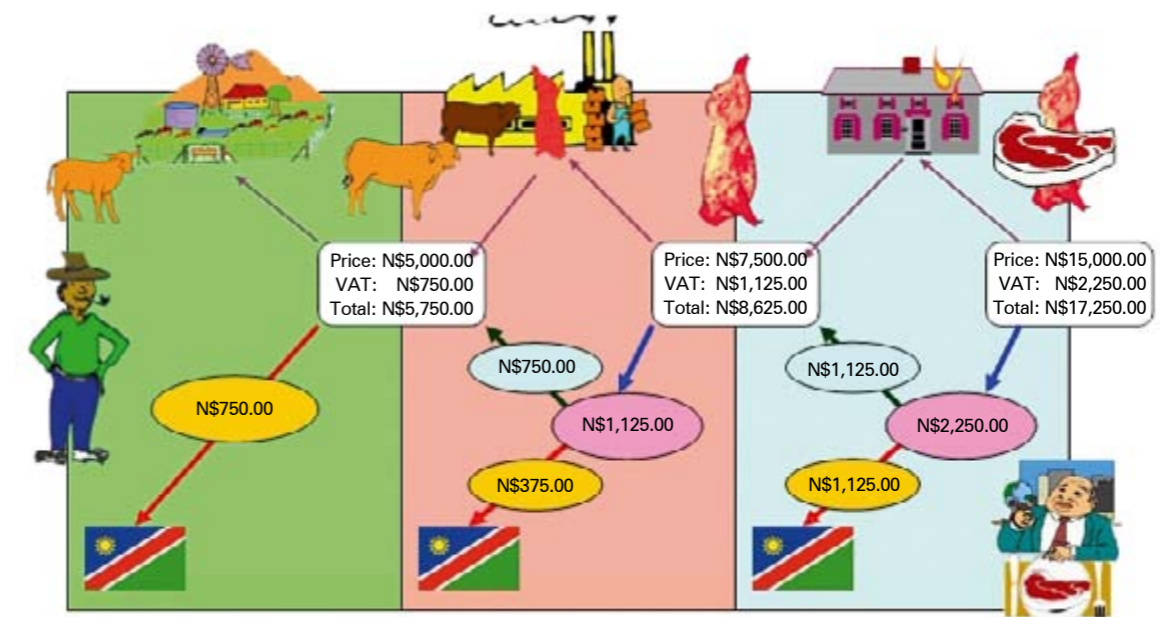 Price: N$5,000.00
VAT: N$750.00
Total: N$5,750.00
Price: N$7,500.00
VAT: N$1,125.00
Total: N$8,625.00
Price: N$15,000.00
VAT: N$2,250.00
Total: N$17,250.00
N$750.00
N$750.00
N$1,125.00
N$375.00
N$1,125.00
N$2,250.00
N$1,125.00